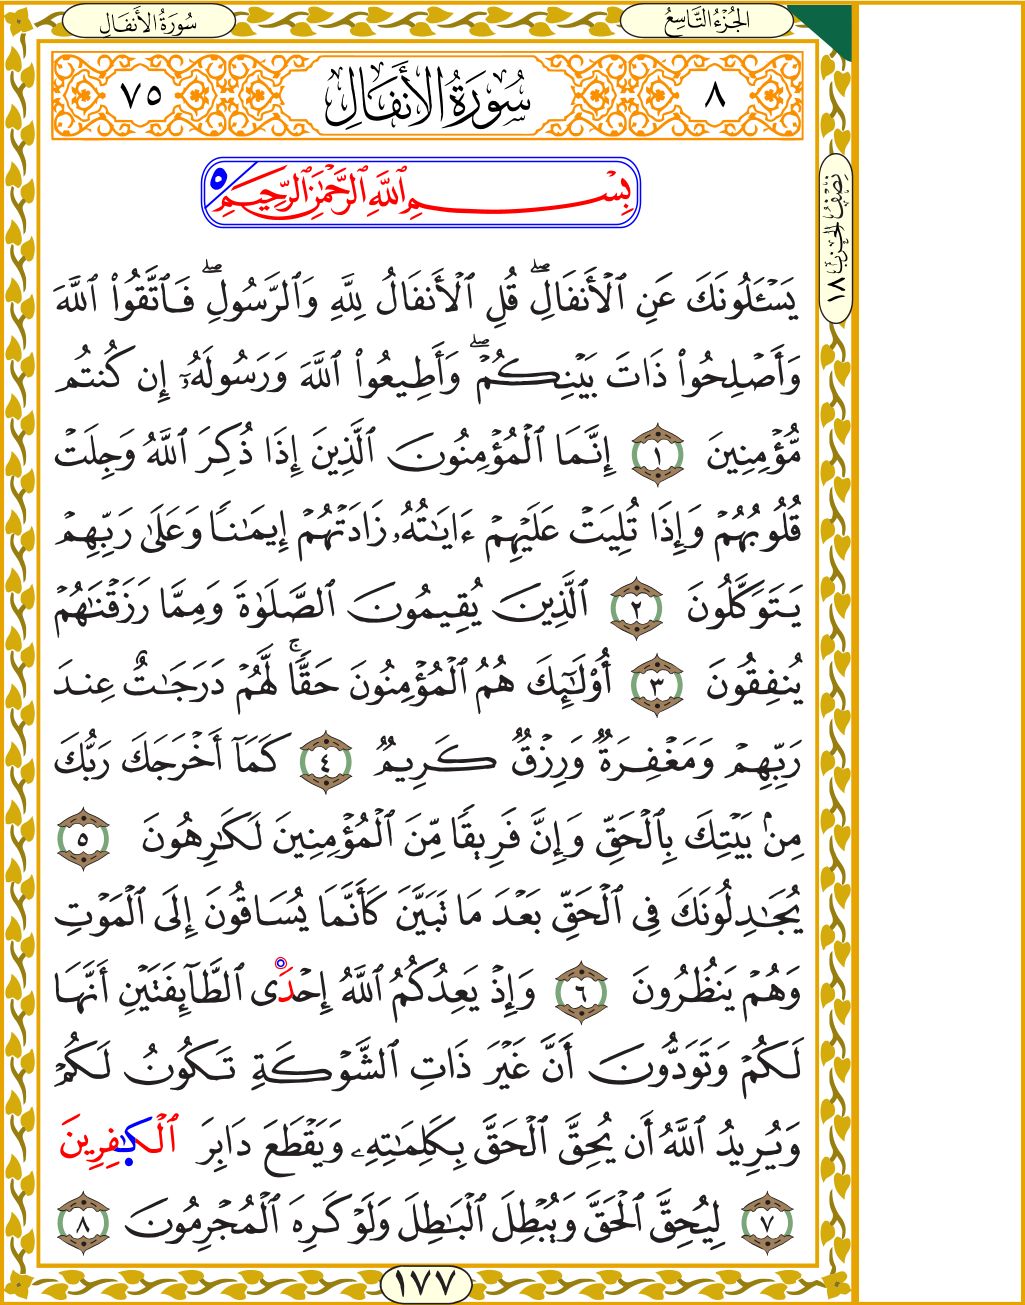 سُورَةُ الأَنفَال
الجُزْءُ التَّاسِعُ
٨ سُورَةُ الأَنفَالِ ٧٥
بِسْمِ ٱللَّهِ ٱلرَّحْمَٰنِ ٱلرَّحِيمِ ٥
نِصْفُ الحِزْبِ ١٨
يَسْـَٔلُونَكَ عَنِ ٱلْأَنفَالِۖ قُلِ ٱلْأَنفَالُ لِلَّهِ وَٱلرَّسُولِۖ فَٱتَّقُوا۟ ٱللَّهَ
وَأَصْلِحُوا۟ ذَاتَ بَيْنِكُمْۖ وَأَطِيعُوا۟ ٱللَّهَ وَرَسُولَهُۥٓ إِن كُنتُم
مُّؤْمِنِينَ ١ إِنَّمَا ٱلْمُؤْمِنُونَ ٱلَّذِينَ إِذَا ذُكِرَ ٱللَّهُ وَجِلَتْ
قُلُوبُهُمْ وَإِذَا تُلِيَتْ عَلَيْهِمْ ءَايَٰتُهُۥ زَادَتْهُمْ إِيمَٰنًا وَعَلَىٰ رَبِّهِمْ
يَتَوَكَّلُونَ ٢ ٱلَّذِينَ يُقِيمُونَ ٱلصَّلَوٰةَ وَمِمَّا رَزَقْنَٰهُمْ
يُنفِقُونَ ٣ أُو۟لَٰٓئِكَ هُمُ ٱلْمُؤْمِنُونَ حَقًّاۚ لَّهُمْ دَرَجَٰتٌ عِندَ
رَبِّهِمْ وَمَغْفِرَةٌ وَرِزْقٌ كَرِيمٌ ٤ كَمَآ أَخْرَجَكَ رَبُّكَ
مِنۢ بَيْتِكَ بِٱلْحَقِّ وَإِنَّ فَرِيقًا مِّنَ ٱلْمُؤْمِنِينَ لَكَٰرِهُونَ ٥
يُجَٰدِلُونَكَ فِى ٱلْحَقِّ بَعْدَ مَا تَبَيَّنَ كَأَنَّمَا يُسَاقُونَ إِلَى ٱلْمَوْتِ
وَهُمْ يَنظُرُونَ ٦ وَإِذْ يَعِدُكُمُ ٱللَّهُ إِحْدَى ٱلطَّآئِفَتَيْنِ أَنَّهَا
لَكُمْ وَتَوَدُّونَ أَنَّ غَيْرَ ذَاتِ ٱلشَّوْكَةِ تَكُونُ لَكُمْ
وَيُرِيدُ ٱللَّهُ أَن يُحِقَّ ٱلْحَقَّ بِكَلِمَٰتِهِۦ وَيَقْطَعَ دَابِرَ ٱلْكَٰفِرِينَ
٧ لِيُحِقَّ ٱلْحَقَّ وَيُبْطِلَ ٱلْبَٰطِلَ وَلَوْ كَرِهَ ٱلْمُجْرِمُونَ ٨
١٧٧